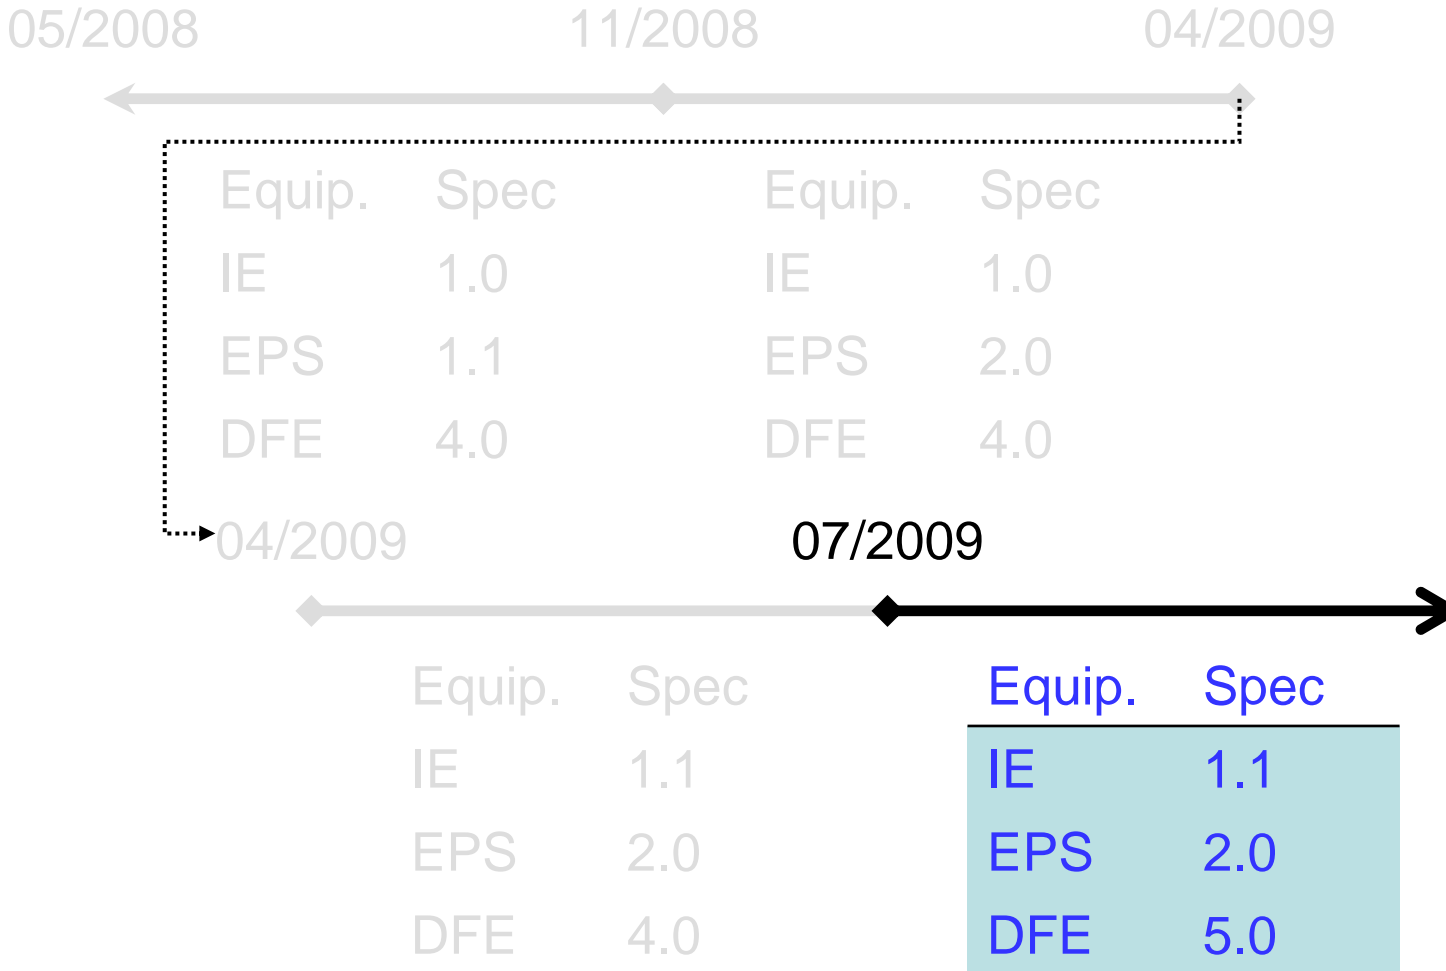 05/2008 11/2008 04/2009
Equip. Spec Equip. Spec
IE 1.0 IE 1.0
EPS 1.1 EPS 2.0
DFE 4.0 DFE 4.0
04/2009 07/2009
Equip. Spec Equip. Spec
IE 1.1 IE 1.1
EPS 2.0 EPS 2.0
DFE 4.0 DFE 5.0